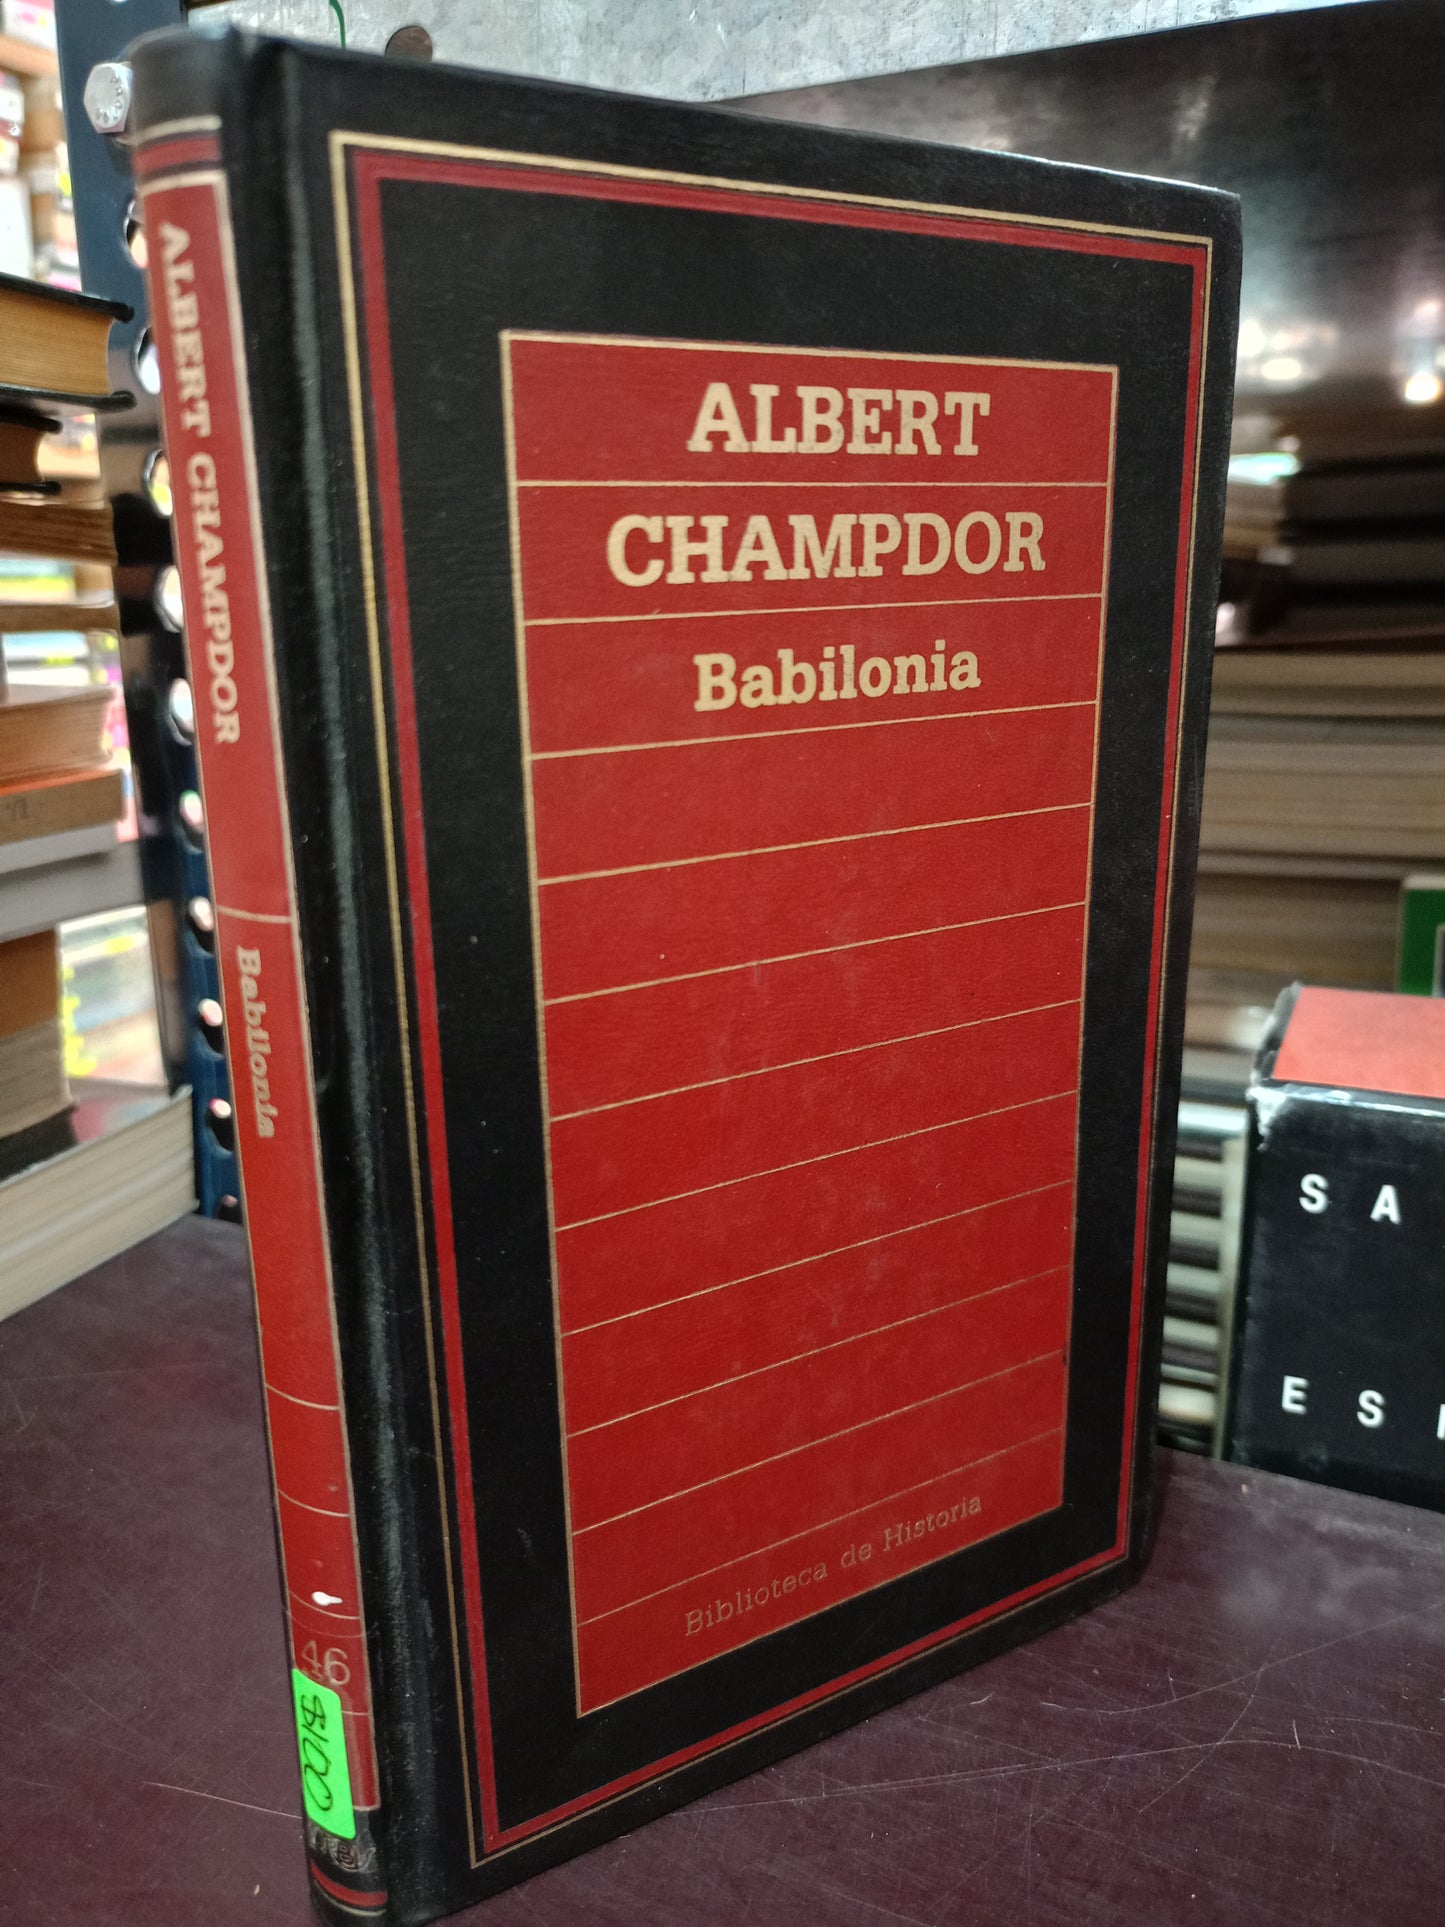 ALBERT
CHAMPDOR
Babilonia
Biblioteca de Historia
ALBERT CHAMPDOR
Babilonia
46
$100
S A
E S